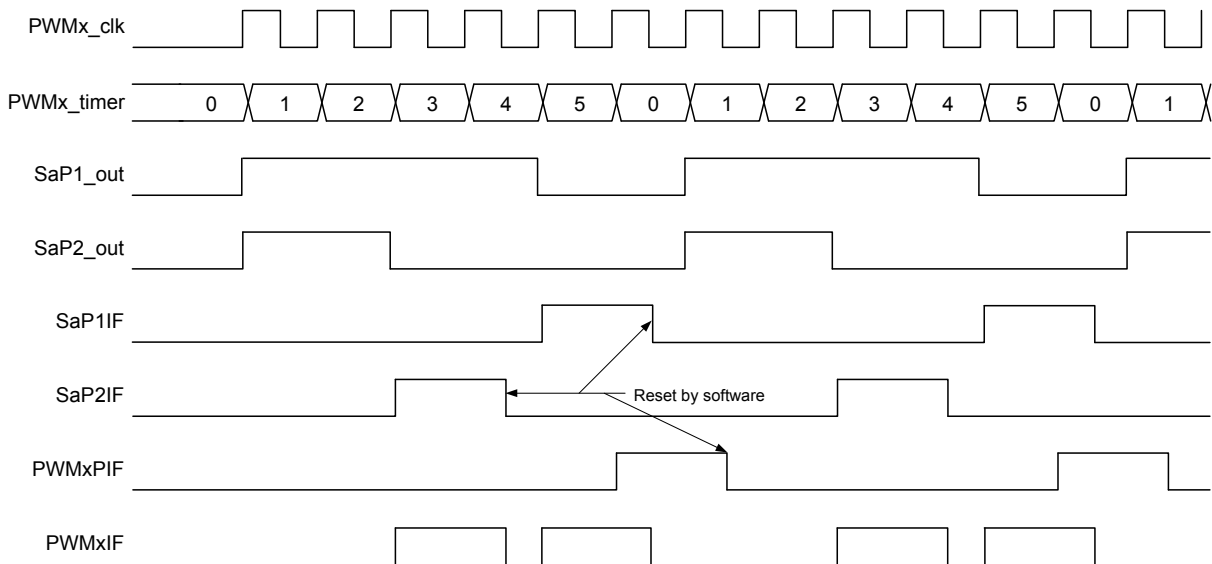 PWMx_clk
PWMx_timer 0 1 2 3 4 5 0 1 2 3 4 5 0 1
SaP1_out
SaP2_out
SaP1IF
SaP2IF
Reset by software
PWMxPIF
PWMxIF